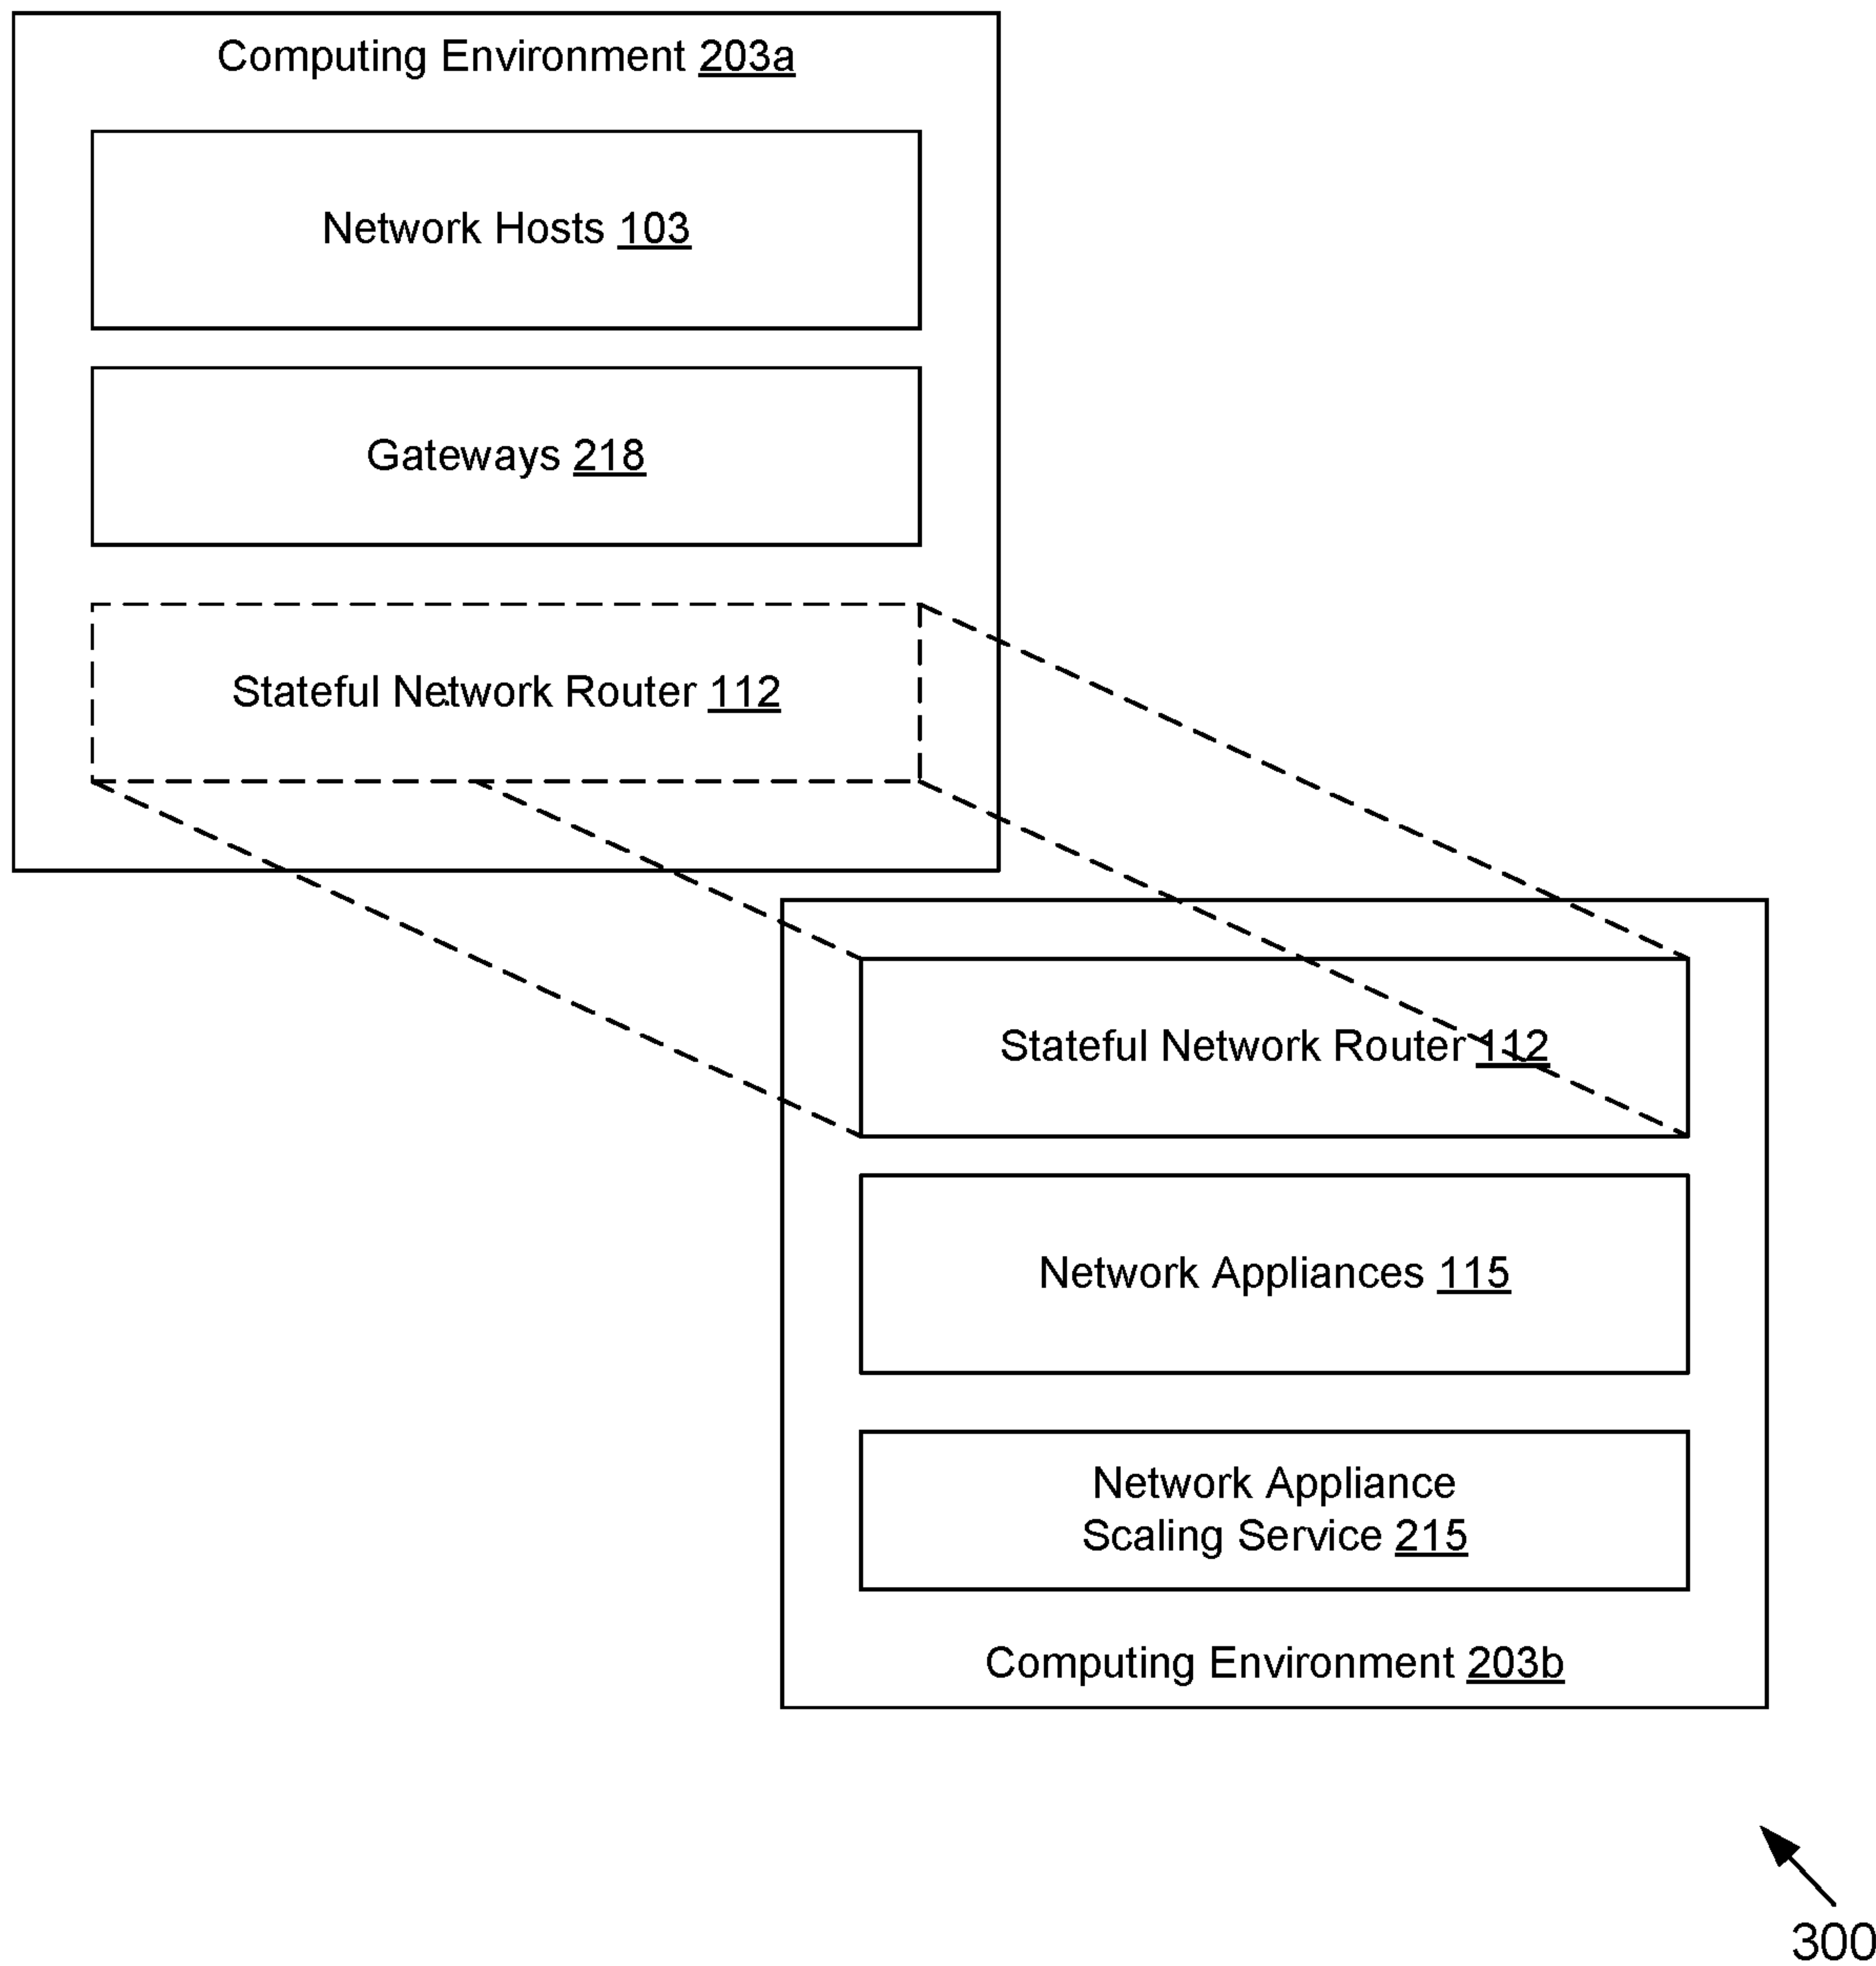 Computing Environment 203a
Network Hosts 103
Gateways 218
Stateful Network Router 112
Stateful Network Router 112
Network Appliances 115
Network Appliance
Scaling Service 215
Computing Environment 203b
300